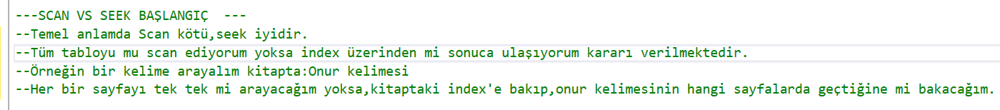 ---SCAN VS SEEK BAŞLANGIÇ  ---
--Temel anlamda Scan kötü,seek iyidir.
--Tüm tabloyu mu scan ediyorum yoksa index üzerinden mi sonuca ulaşıyorum kararı verilmektedir.
--Örneğin bir kelime arayalım kitapta:Onur kelimesi
--Her bir sayfayı tek tek mi arayacağım yoksa,kitaptaki index'e bakıp,onur kelimesinin hangi sayfalarda geçtiğine mi bakacağım.